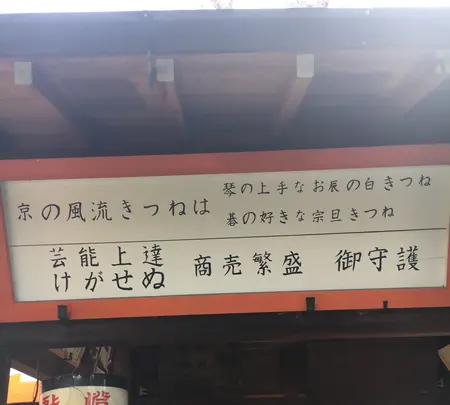 京の風流きつねは
琴の上手なお辰の白きつね
碁の好きな宗旦きつね
芸能上達
けがせぬ
商売繁盛
御守護